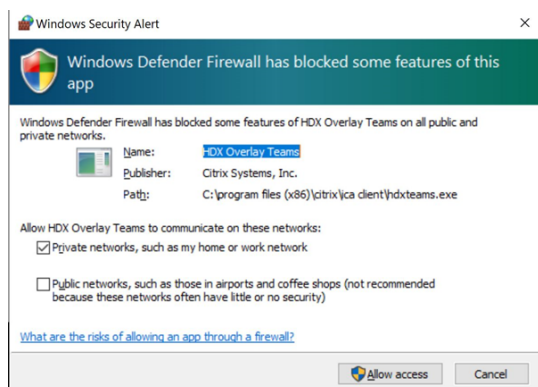 Windows Security Alert
Windows Defender Firewall has blocked some features of this
app
Windows Defender Firewall has blocked some features of HDX Overlay Teams on all public and
private networks.
Name: HDX Overlay Teams
Publisher: Citrix Systems, Inc.
Path: C:\program files (x86)\citrix\ica client\hdxteams.exe
Allow HDX Overlay Teams to communicate on these networks:
Private networks, such as my home or work network
Public networks, such as those in airports and coffee shops (not recommended
because these networks often have little or no security)
What are the risks of allowing an app through a firewall?
Allow access Cancel